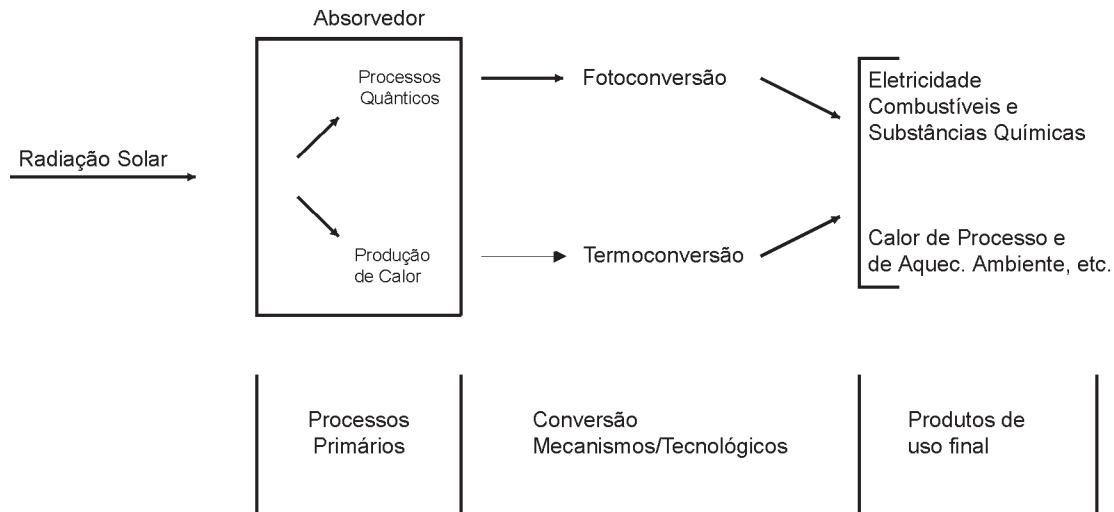 Absorvedor
Processos
Quânticos
Fotoconversão
Eletricidade
Combustíveis e
Substâncias Químicas
Radiação Solar
Produção
de Calor
Termoconversão
Calor de Processo e
de Aquec. Ambiente, etc.
Processos
Primários
Conversão
Mecanismos/Tecnológicos
Produtos de
uso final